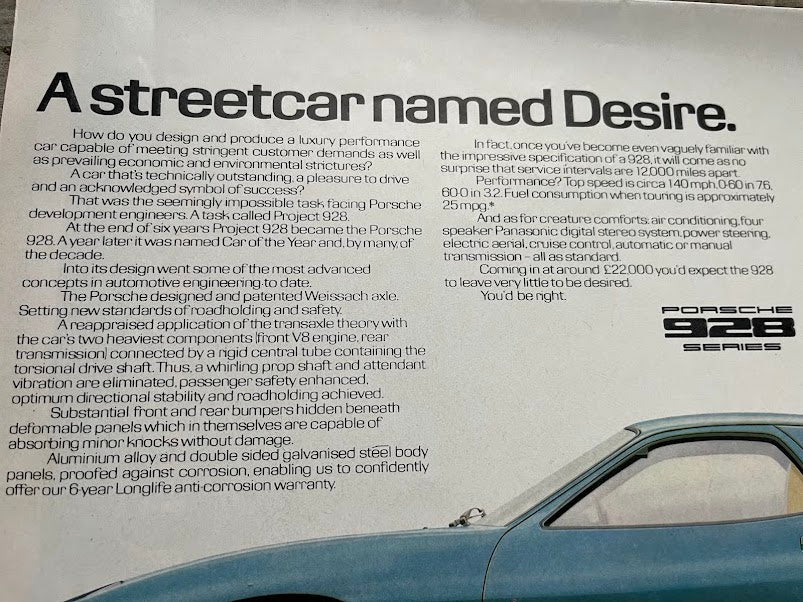 A streetcar named Desire.
How do you design and produce a luxury performance
car capable of meeting stringent customer demands as well
as prevailing economic and environmental strictures?
A car that's technically outstanding, a pleasure to drive
and an acknowledged symbol of success?
That was the seemingly impossible task facing Porsche
development engineers. A task called Project 928.
At the end of six years Project 928 became the Porsche
928. A year later it was named Car of the Year and, by many, of
the decade.
Into its design went some of the most advanced
concepts in automotive engineering to date.
The Porsche designed and patented Weissach axle.
Setting new standards of roadholding and safety.
A reappraised application of the transaxle theory with
the car's two heaviest components (front V8 engine, rear
transmission) connected by a rigid central tube containing the
torsional drive shaft. Thus, a whirling prop shaft and attendant
vibration are eliminated, passenger safety enhanced,
optimum directional stability and roadholding achieved.
Substantial front and rear bumpers hidden beneath
deformable panels which in themselves are capable of
absorbing minor knocks without damage.
Aluminium alloy and double sided galvanised steel body
panels, proofed against corrosion, enabling us to confidently
offer our 6-year Longlife anti-corrosion warranty.
In fact, once you've become even vaguely familiar with
the impressive specification of a 928, it will come as no
surprise that service intervals are 12,000 miles apart.
Performance? Top speed is circa 140 mph, 0-60 in 7.6,
60-0 in 3.2. Fuel consumption when touring is approximately
25 mpg.*
And as for creature comforts: air conditioning, four
speaker Panasonic digital stereo system, power steering,
electric aerial, cruise control, automatic or manual
transmission – all as standard.
Coming in at around £22,000 you'd expect the 928
to leave very little to be desired.
You'd be right.
PORSCHE
928
SERIES